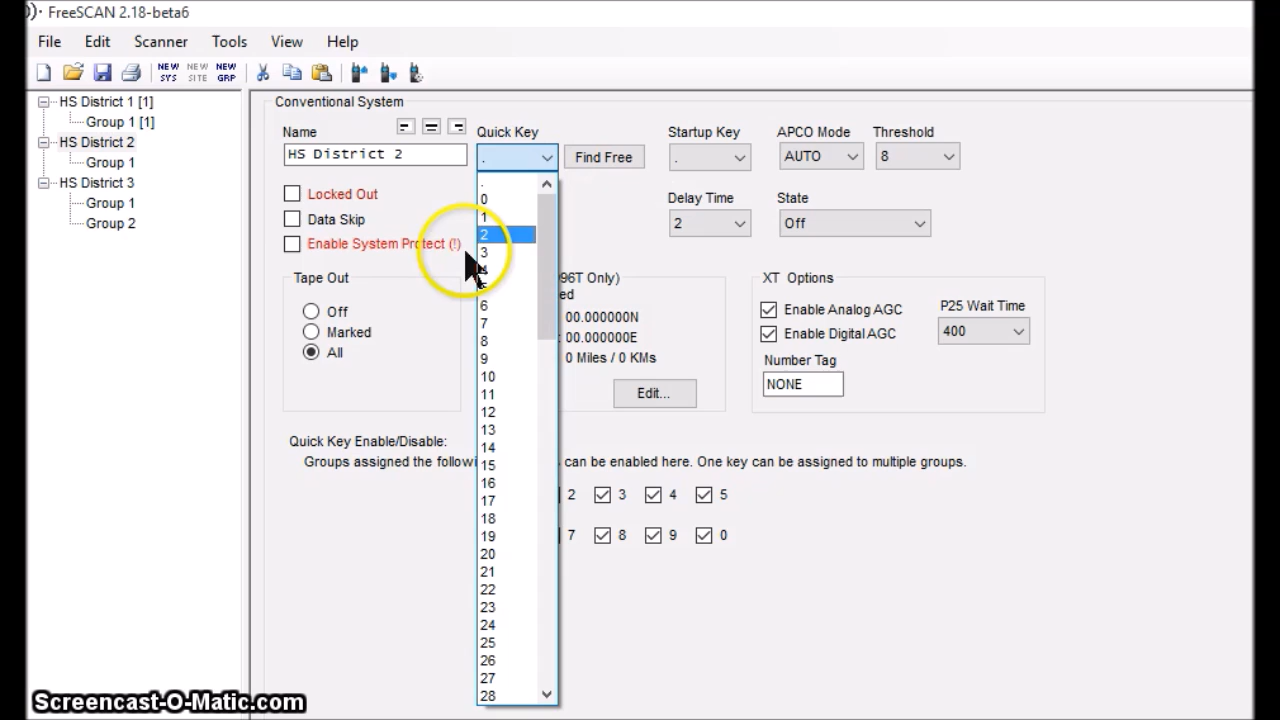 FreeSCAN 2.18-beta6
File Edit Scanner Tools View Help
NEW SYS NEW SITE NEW GRP
HS District 1 [1]
Group 1 [1]
HS District 2
Group 1
HS District 3
Group 1
Group 2
Conventional System
Name
HS District 2
Quick Key
.
Find Free
Startup Key
.
APCO Mode
AUTO
Threshold
8
Locked Out
Data Skip
Enable System Protect (!)
Delay Time
2
State
Off
.
0
1
2
3
4
5
6
7
8
9
10
11
12
13
14
15
16
17
18
19
20
21
22
23
24
25
26
27
28
Tape Out
Off
Marked
All
96T Only)
ed
00.000000N
: 00.000000E
0 Miles / 0 KMs
Edit...
XT Options
Enable Analog AGC
Enable Digital AGC
P25 Wait Time
400
Number Tag
NONE
Quick Key Enable/Disable:
Groups assigned the followi
can be enabled here. One key can be assigned to multiple groups.
2 3 4 5
7 8 9 0
Screencast-O-Matic.com